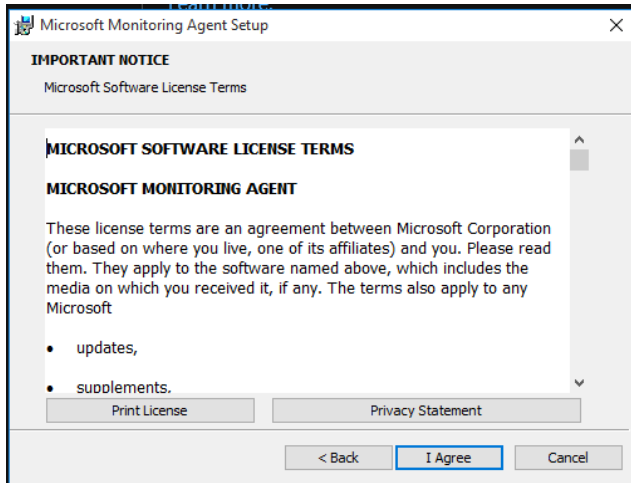 Learn more.
Microsoft Monitoring Agent Setup
IMPORTANT NOTICE
Microsoft Software License Terms
MICROSOFT SOFTWARE LICENSE TERMS
MICROSOFT MONITORING AGENT
These license terms are an agreement between Microsoft Corporation
(or based on where you live, one of its affiliates) and you. Please read
them. They apply to the software named above, which includes the
media on which you received it, if any. The terms also apply to any
Microsoft
• updates,
• supplements,
Print License
Privacy Statement
< Back
I Agree
Cancel